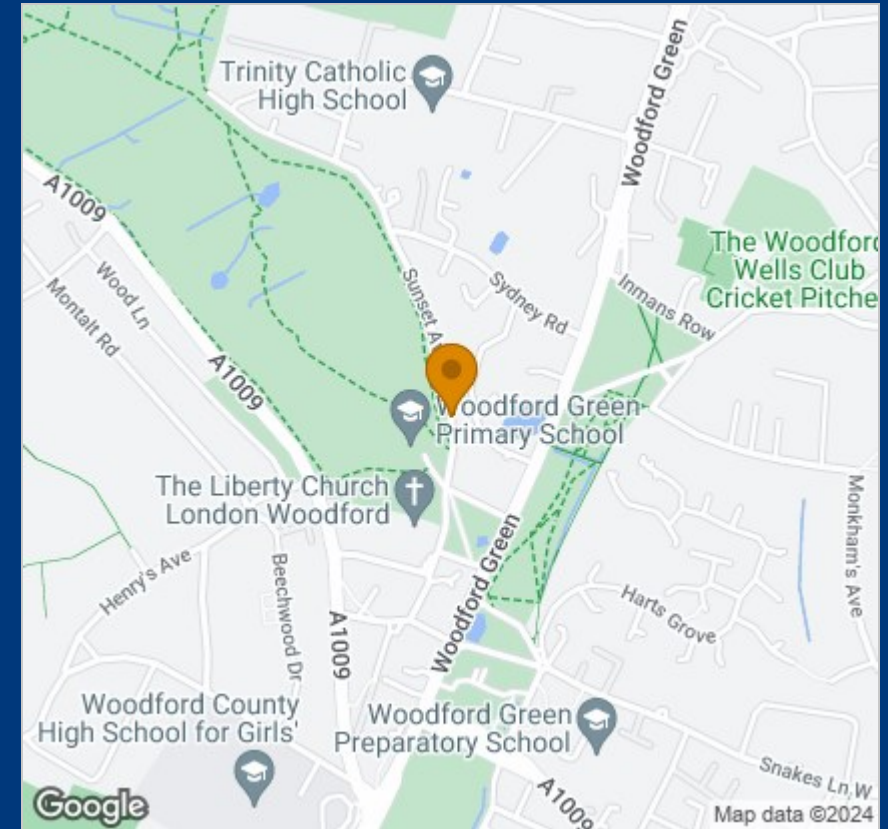 Trinity Catholic
High School
Woodford Green
A1009
The Woodford
Wells Club
Cricket Pitche
Wood Ln
Montalt Rd
Sunset A
Sydney Rd
Inmans Row
A1009
Woodford Green
Primary School
The Liberty Church
London Woodford
Monkham's Ave
Woodford Green
Henry's Ave
Beechwood Dr
A1009
Harts Grove
Woodford County
High School for Girls'
Woodford Green
Preparatory School
Snakes Ln W
A1009
Google
Map data ©2024